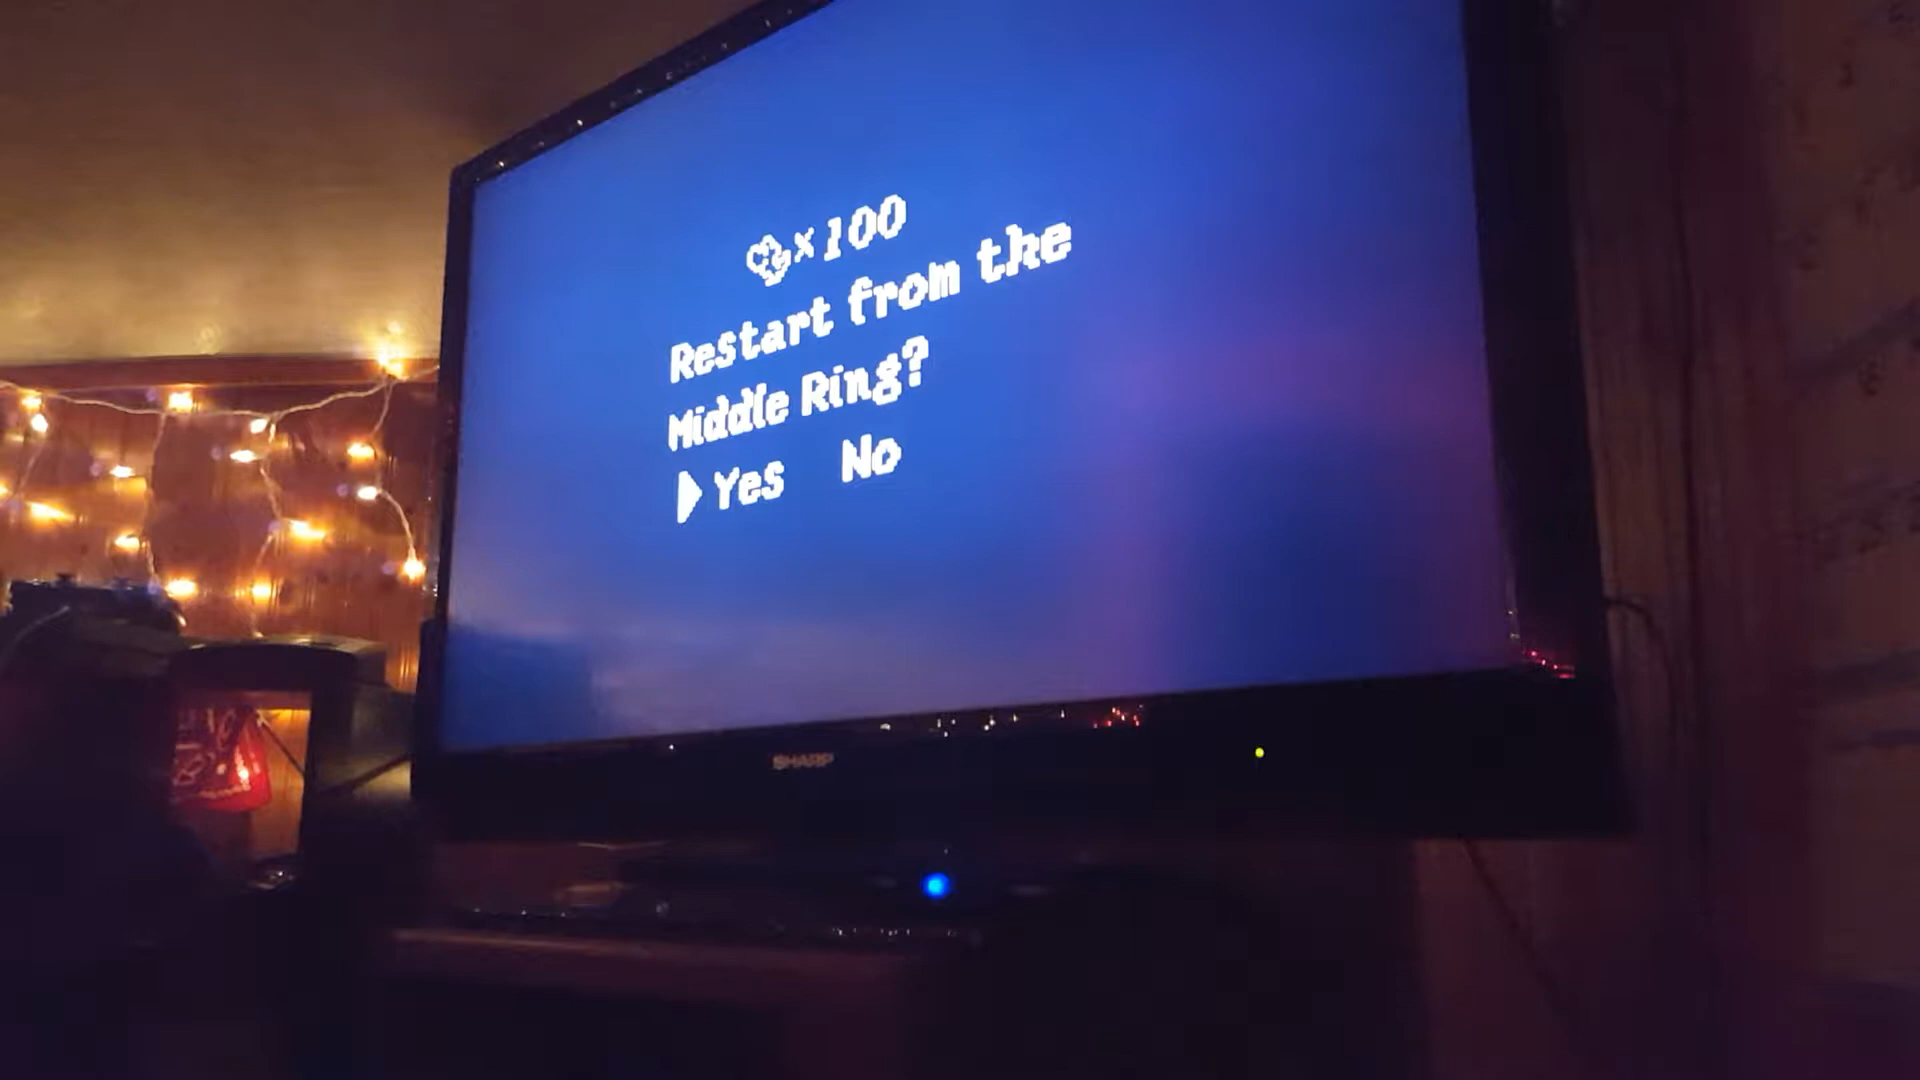 ×100
Restart from the
Middle Ring?
Yes No
SHARP